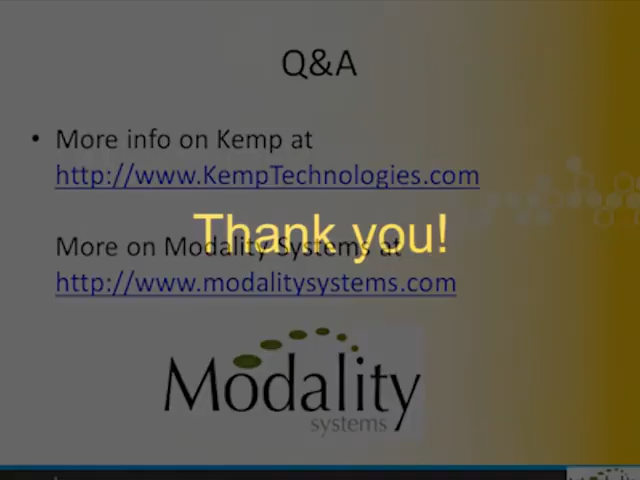 Q&A
• More info on Kemp at
http://www.KempTechnologies.com
Thank you!
More on Modality Systems at
http://www.modalitysystems.com
Modality
systems